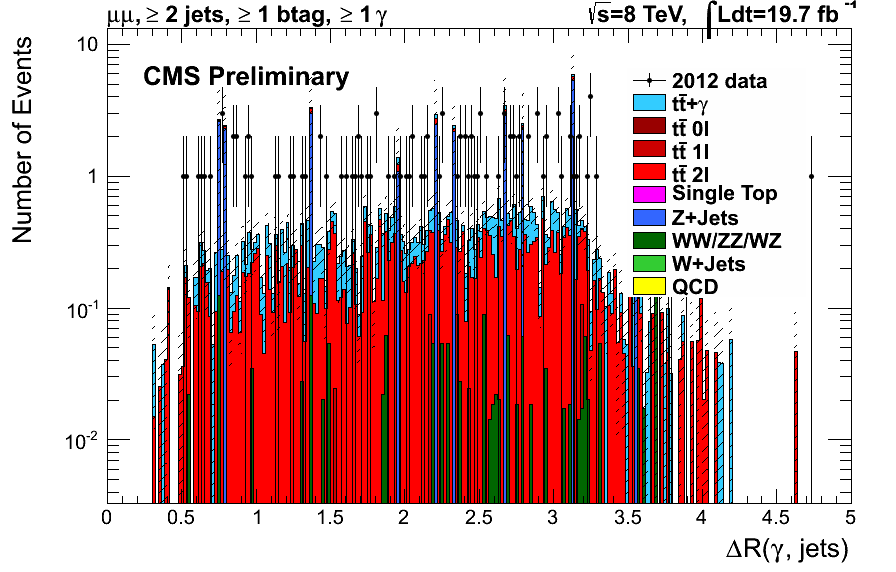 μμ, ≥ 2 jets, ≥ 1 btag, ≥ 1 γ √s=8 TeV, ∫Ldt=19.7 fb⁻¹
CMS Preliminary
Number of Events
10
1
10⁻¹
10⁻²
2012 data
tt̄+γ
tt̄ 0l
tt̄ 1l
tt̄ 2l
Single Top
Z+Jets
WW/ZZ/WZ
W+Jets
QCD
0 0.5 1 1.5 2 2.5 3 3.5 4 4.5 5
ΔR(γ, jets)